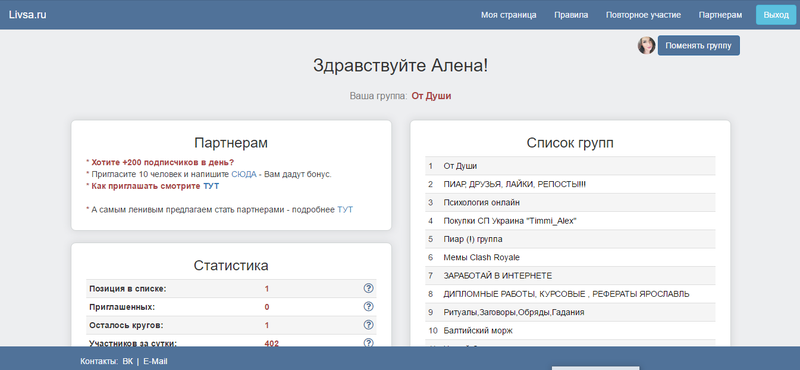 Livsa.ru
Моя страница
Правила
Повторное участие
Партнерам
Выход
Поменять группу
Здравствуйте Алена!
Ваша группа: От Души
Партнерам
* Хотите +200 подписчиков в день?
* Пригласите 10 человек и напишите СЮДА - Вам дадут бонус.
* Как приглашать смотрите ТУТ
* А самым ленивым предлагаем стать партнерами - подробнее ТУТ
Статистика
Позиция в списке: 1
Приглашенных: 0
Осталось кругов: 1
Участников за сутки: 402
Список групп
1 От Души
2 ПИАР, ДРУЗЬЯ, ЛАЙКИ, РЕПОСТЫ!!!!
3 Психология онлайн
4 Покупки СП Украина "Timmi_Alex"
5 Пиар (!) группа
6 Мемы Clash Royale
7 ЗАРАБОТАЙ В ИНТЕРНЕТЕ
8 ДИПЛОМНЫЕ РАБОТЫ, КУРСОВЫЕ , РЕФЕРАТЫ ЯРОСЛАВЛЬ
9 Ритуалы,Заговоры,Обряды,Гадания
10 Балтийский морж
Контакты: ВК | E-Mail